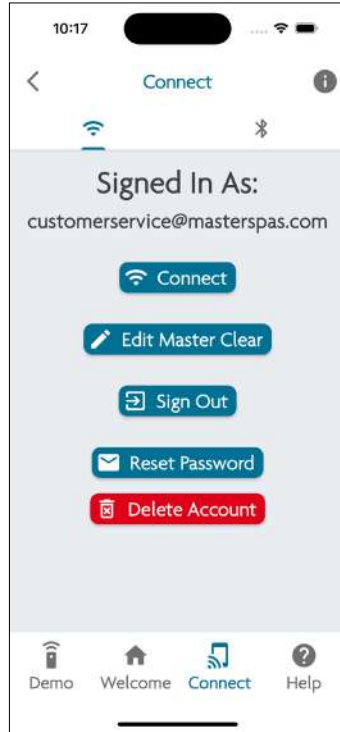 10:17
Connect
Signed In As:
customerservice@masterspas.com
Connect
Edit Master Clear
Sign Out
Reset Password
Delete Account
Demo Welcome Connect Help